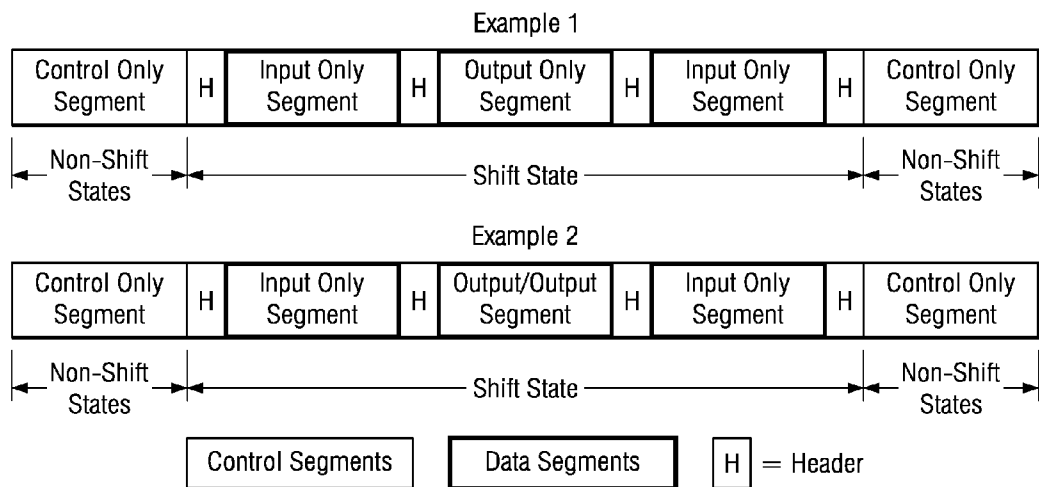 Example 1
Control Only Segment H Input Only Segment H Output Only Segment H Input Only Segment H Control Only Segment
Non-Shift States Shift State Non-Shift States
Example 2
Control Only Segment H Input Only Segment H Output/Output Segment H Input Only Segment H Control Only Segment
Non-Shift States Shift State Non-Shift States
Control Segments Data Segments H = Header